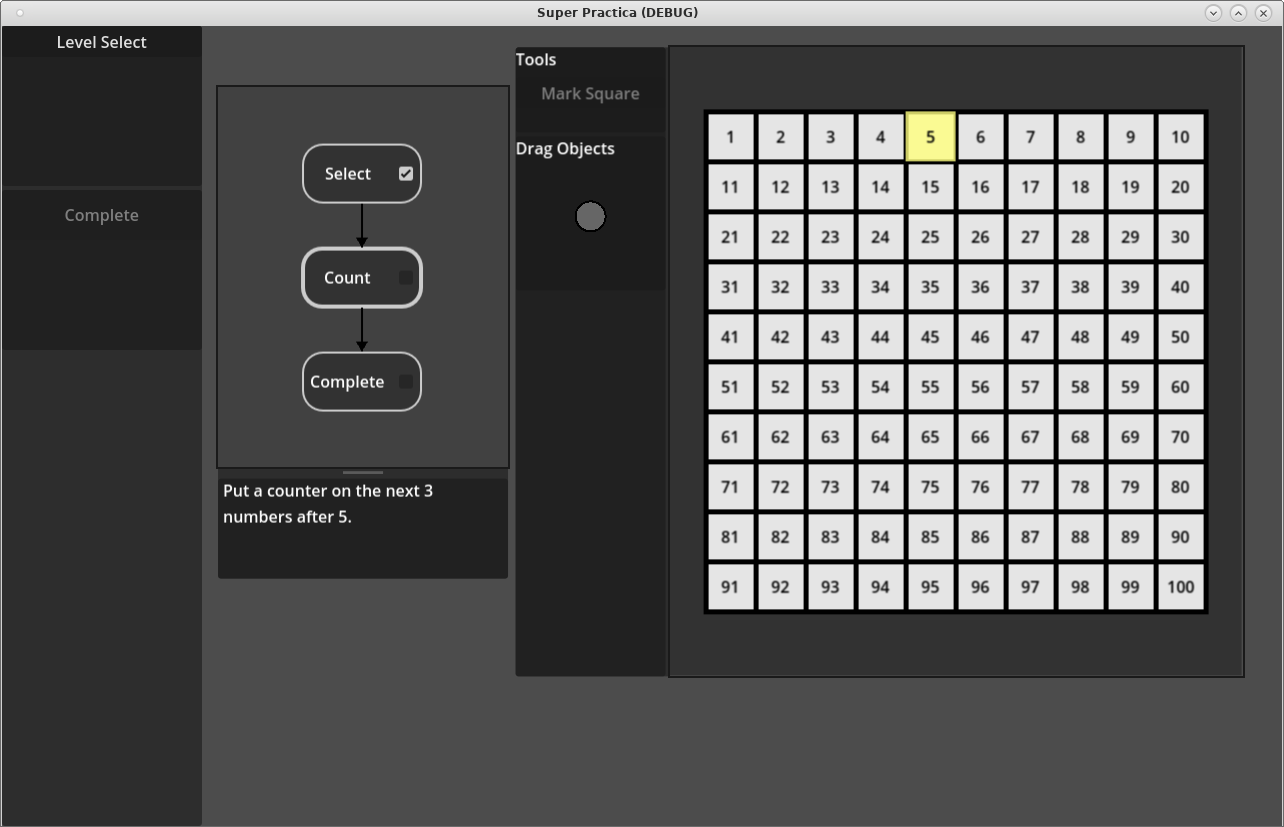 Super Practica (DEBUG)
Level Select
Complete
Select
Count
Complete
Put a counter on the next 3
numbers after 5.
Tools
Mark Square
Drag Objects
1 2 3 4 5 6 7 8 9 10
11 12 13 14 15 16 17 18 19 20
21 22 23 24 25 26 27 28 29 30
31 32 33 34 35 36 37 38 39 40
41 42 43 44 45 46 47 48 49 50
51 52 53 54 55 56 57 58 59 60
61 62 63 64 65 66 67 68 69 70
71 72 73 74 75 76 77 78 79 80
81 82 83 84 85 86 87 88 89 90
91 92 93 94 95 96 97 98 99 100